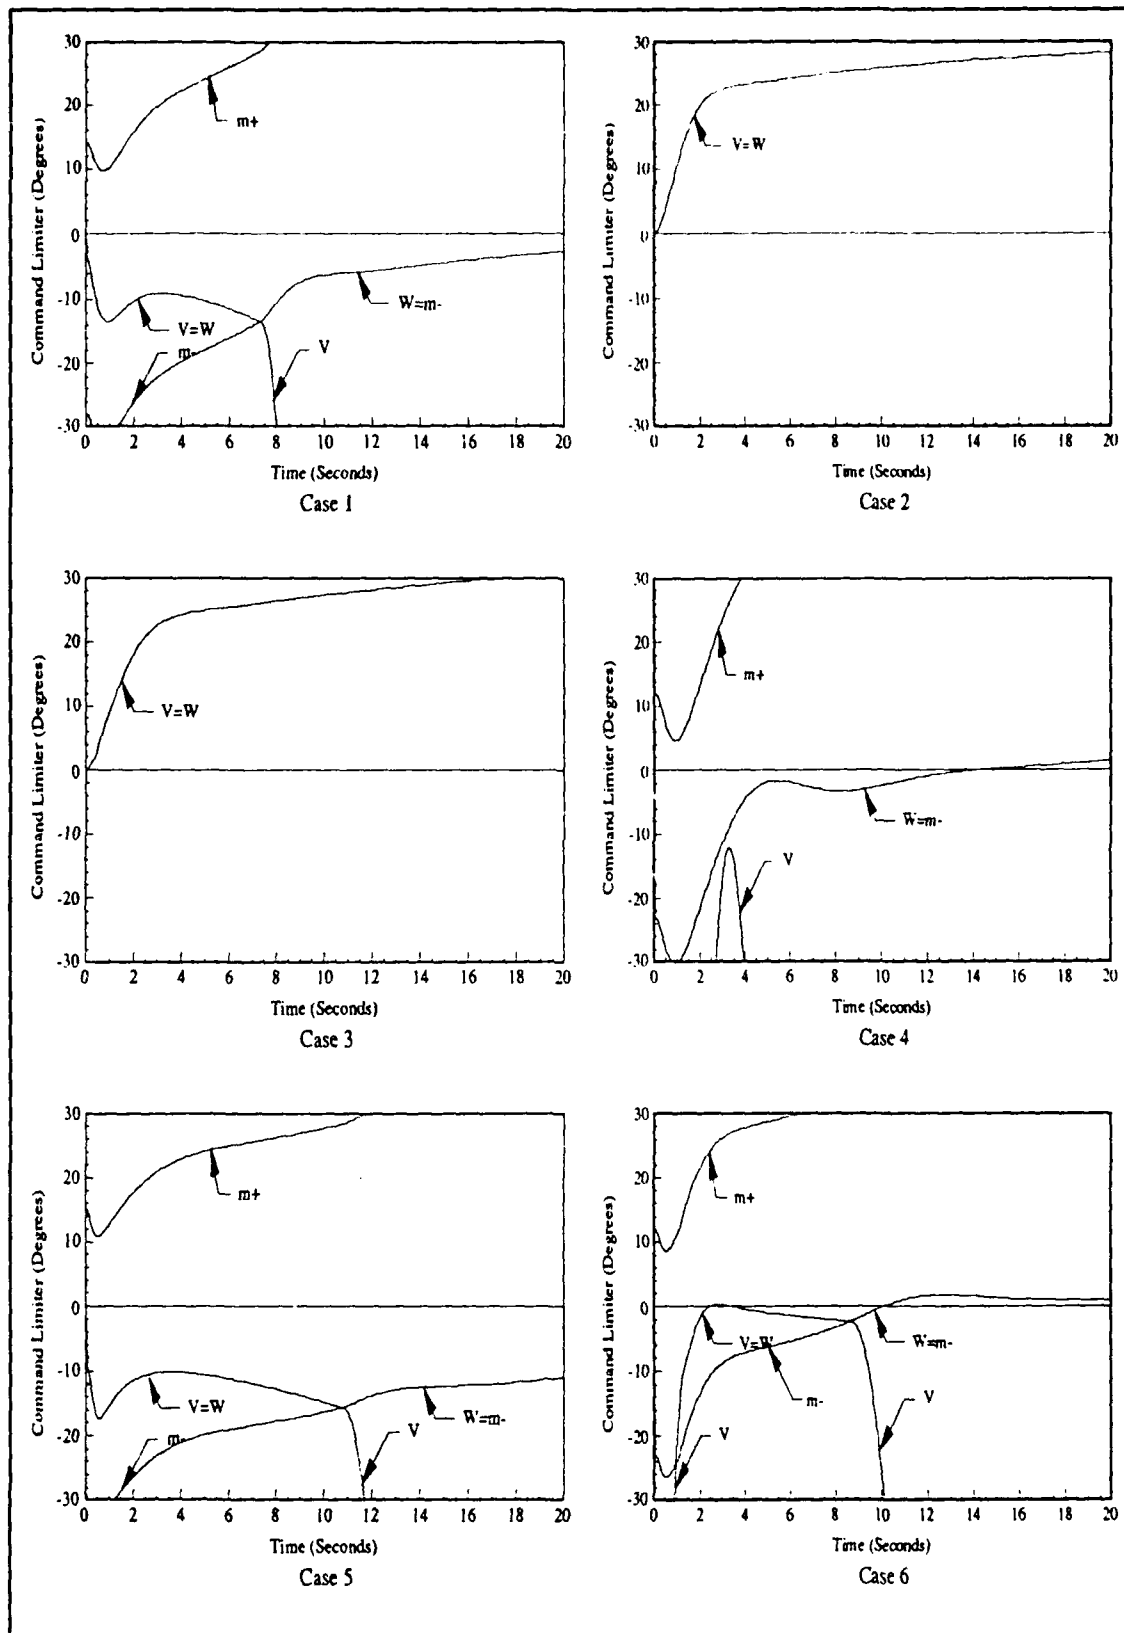 Command Limiter (Degrees)
30
20
10
0
-10
-20
-30
m+
V=W
m-
W=m-
V
0 2 4 6 8 10 12 14 16 18 20
Time (Seconds)
Case 1
Command Limiter (Degrees)
30
20
10
0
-10
-20
-30
V=W
0 2 4 6 8 10 12 14 16 18 20
Time (Seconds)
Case 2
Command Limiter (Degrees)
30
20
10
0
-10
-20
-30
V=W
0 2 4 6 8 10 12 14 16 18 20
Time (Seconds)
Case 3
Command Limiter (Degrees)
30
20
10
0
-10
-20
-30
m+
W=m-
V
0 2 4 6 8 10 12 14 16 18 20
Time (Seconds)
Case 4
Command Limiter (Degrees)
30
20
10
0
-10
-20
-30
m+
V=W
m-
W=m-
V
0 2 4 6 8 10 12 14 16 18 20
Time (Seconds)
Case 5
Command Limiter (Degrees)
30
20
10
0
-10
-20
-30
m+
V=W
W=m-
m-
V
V
0 2 4 6 8 10 12 14 16 18 20
Time (Seconds)
Case 6